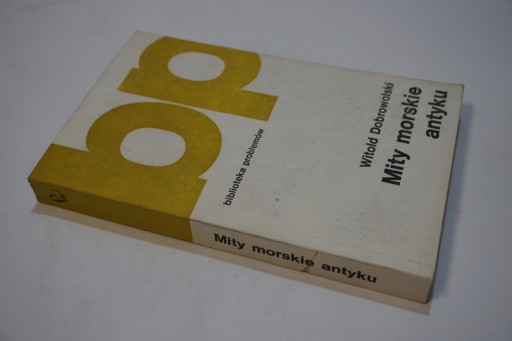 bp
biblioteka problemów
Witold Dobrowolski
Mity morskie
antyku
Mity morskie antyku